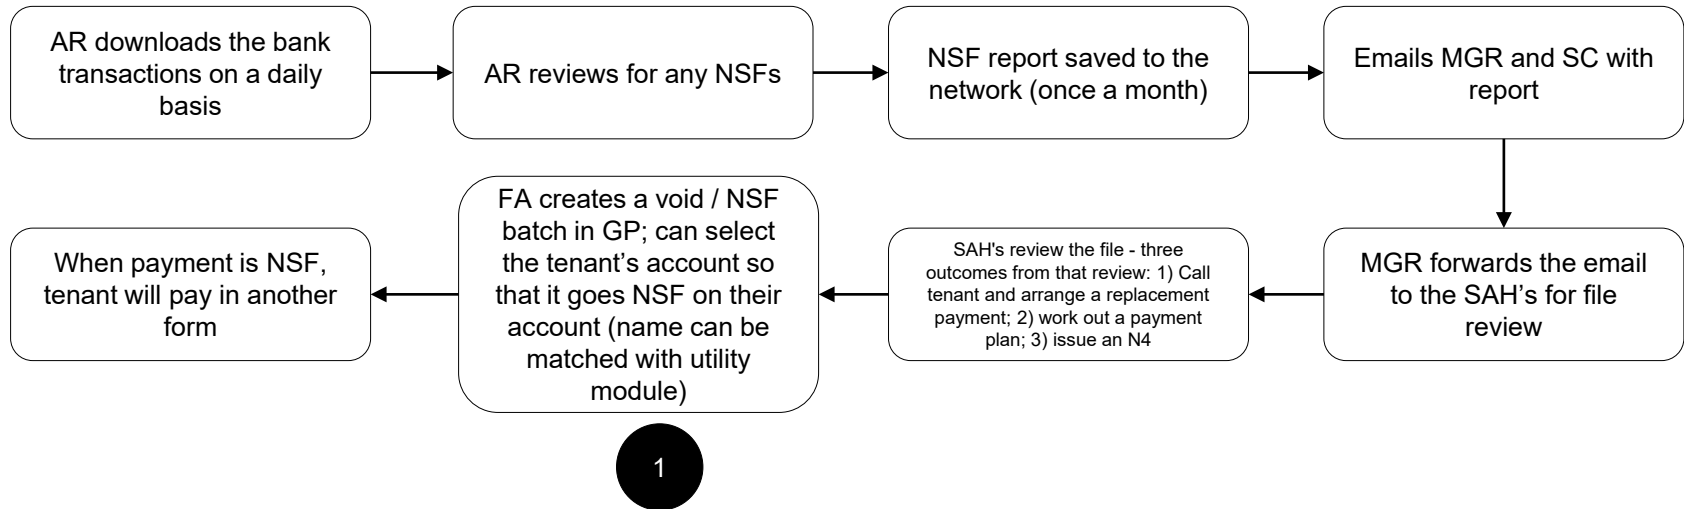 AR downloads the bank
transactions on a daily
basis
AR reviews for any NSFs
NSF report saved to the
network (once a month)
Emails MGR and SC with
report
MGR forwards the email
to the SAH’s for file
review
SAH's review the file - three
outcomes from that review: 1) Call
tenant and arrange a replacement
payment; 2) work out a payment
plan; 3) issue an N4
FA creates a void / NSF
batch in GP; can select
the tenant’s account so
that it goes NSF on their
account (name can be
matched with utility
module)
When payment is NSF,
tenant will pay in another
form
1